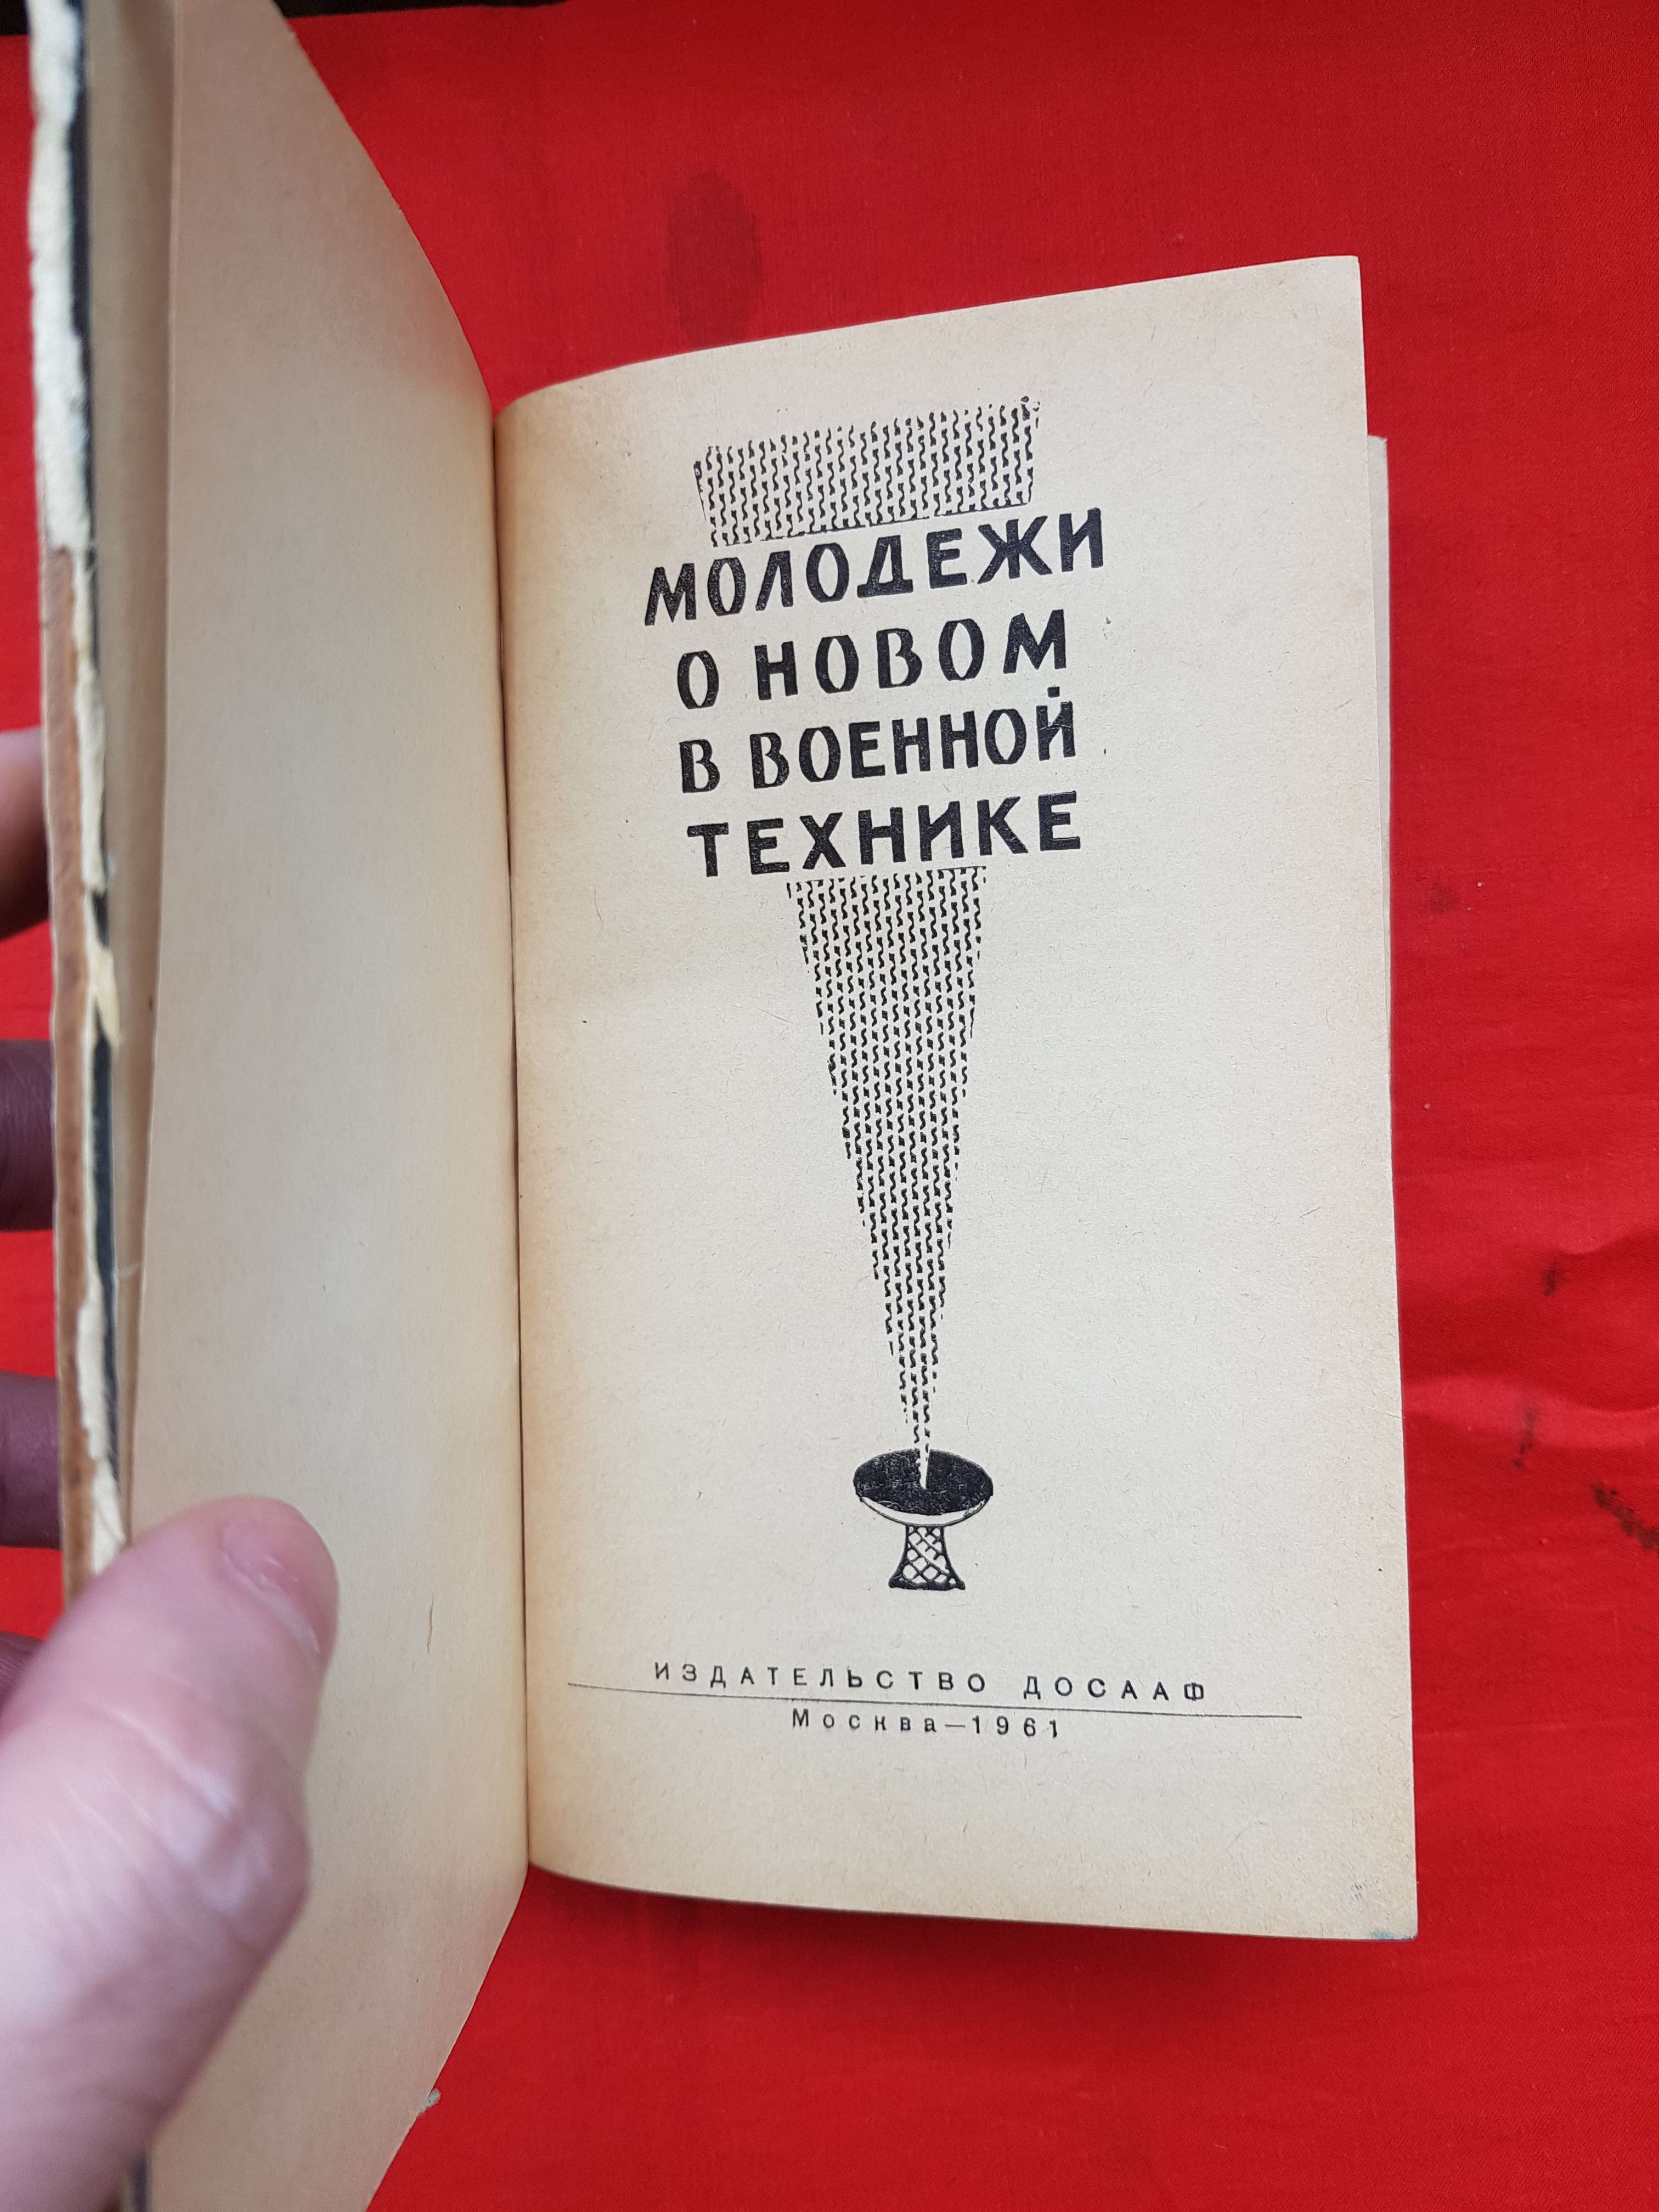 МОЛОДЕЖИ
О НОВОМ
В ВОЕННОЙ
ТЕХНИКЕ
ИЗДАТЕЛЬСТВО ДОСААФ
Москва—1961